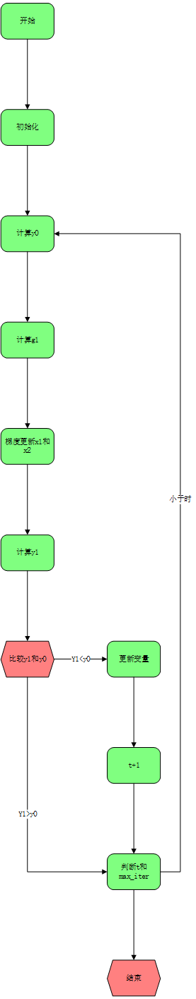 开始
初始化
计算y0
计算g1
梯度更新x1和
x2
小于时
计算y1
比较y1和y0
Y1<y0
更新变量
t+1
Y1>y0
判断t和
max_iter
结束